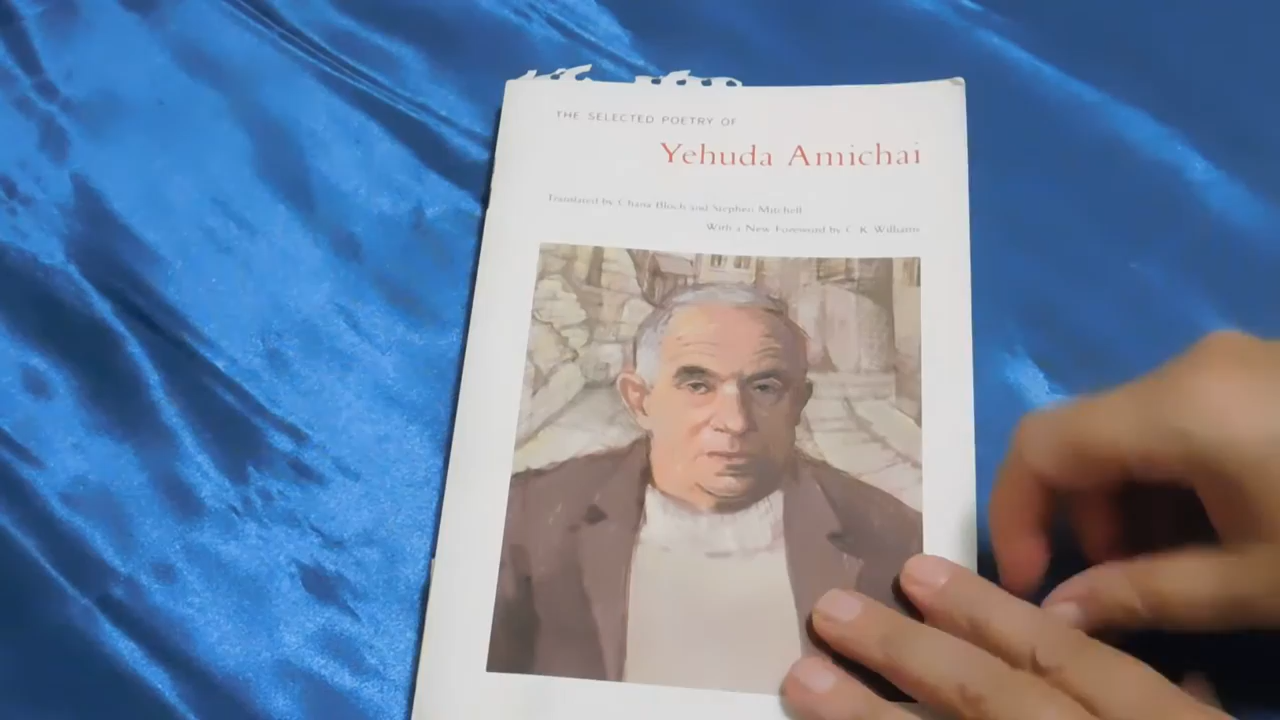 THE SELECTED POETRY OF
Yehuda Amichai
Translated by Chana Bloch and Stephen Mitchell
With a New Foreword by C. K. Williams